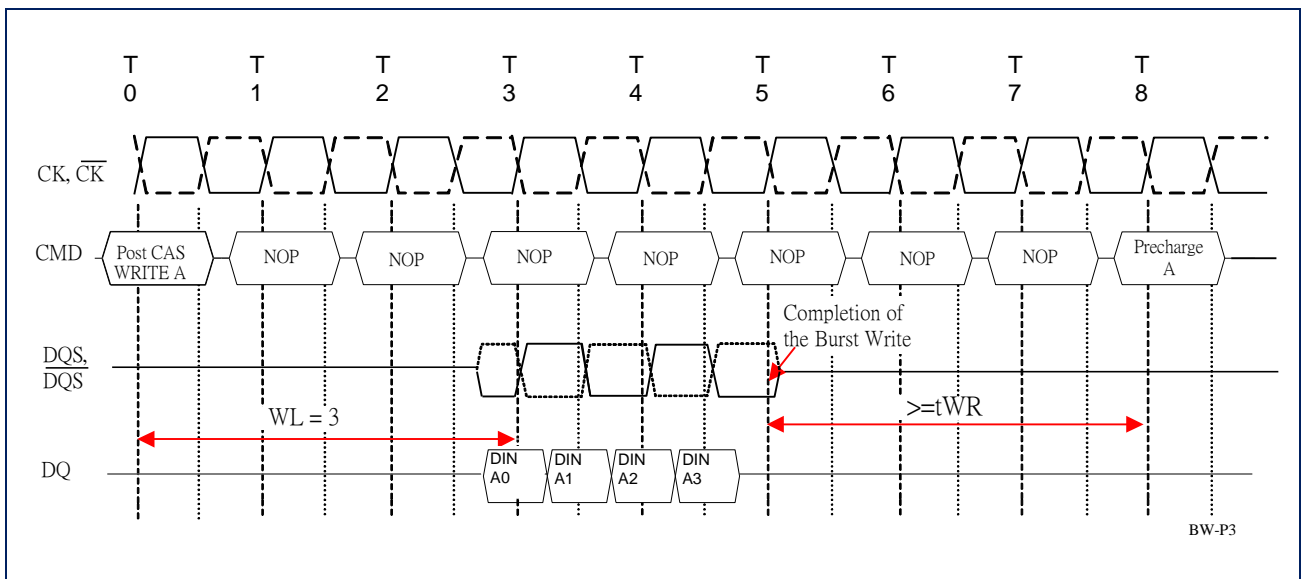 T T T T T T T T T
0 1 2 3 4 5 6 7 8
CK, CK
CMD
Post CAS
WRITE A
NOP
NOP
NOP
NOP
NOP
NOP
NOP
Precharge
A
Completion of
the Burst Write
DQS,
DQS
WL = 3
>=tWR
DQ
DIN
A0
DIN
A1
DIN
A2
DIN
A3
BW-P3